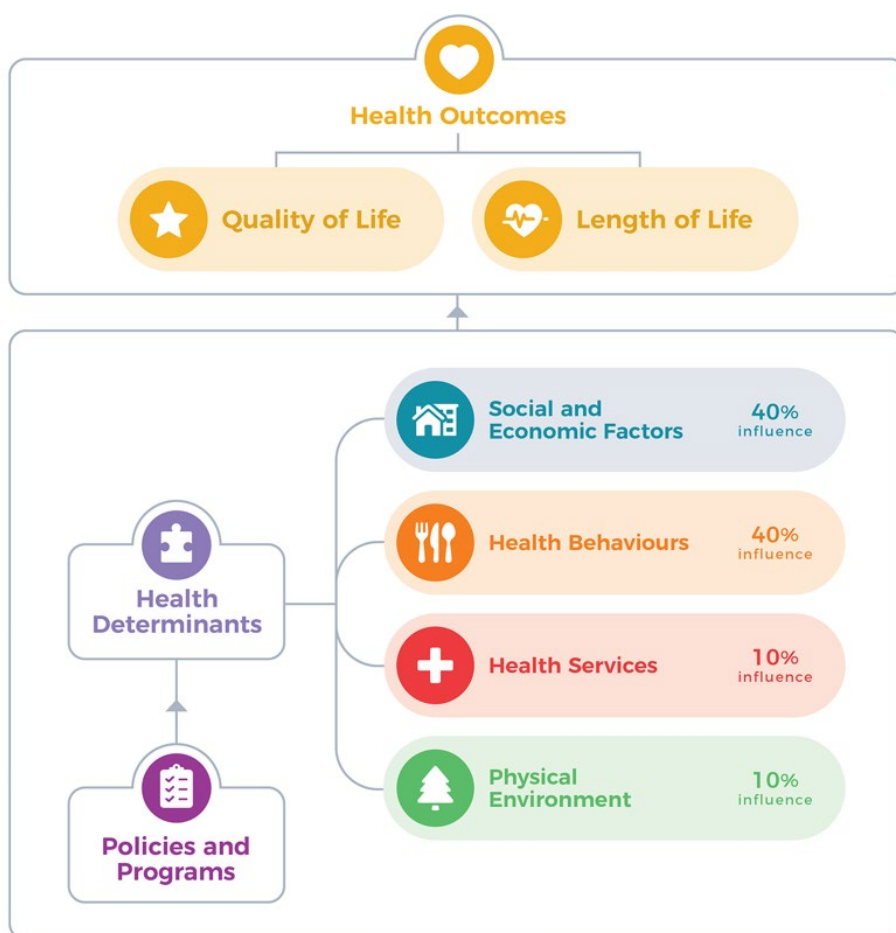 Health Outcomes
Quality of Life
Length of Life
Social and
Economic Factors
40%
influence
Health Behaviours
40%
influence
Health
Determinants
Health Services
10%
influence
Physical
Environment
10%
influence
Policies and
Programs